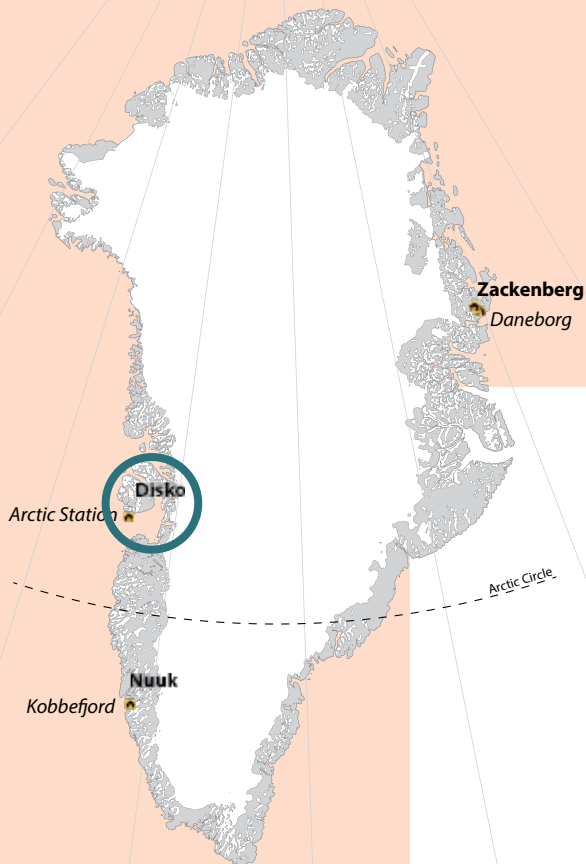 Zackenberg
Daneborg
Disko
Arctic Station
Arctic Circle
Nuuk
Kobbefjord